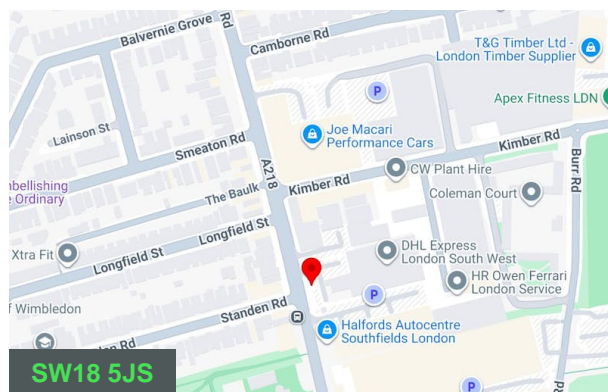 Balvernie Grove
Rd
Camborne Rd
T&G Timber Ltd -
London Timber Supplier
Apex Fitness LDN
Lainson St
Smeaton Rd
Joe Macari
Performance Cars
A218
Kimber Rd
Kimber Rd
CW Plant Hire
Burr Rd
Coleman Court
mbellishing
e Ordinary
The Baulk
Longfield St
Longfield St
Xtra Fit
DHL Express
London South West
HR Owen Ferrari
London Service
P
P
P
f Wimbledon
Standen Rd
Halfords Autocentre
Southfields London
en Rd
SW18 5JS